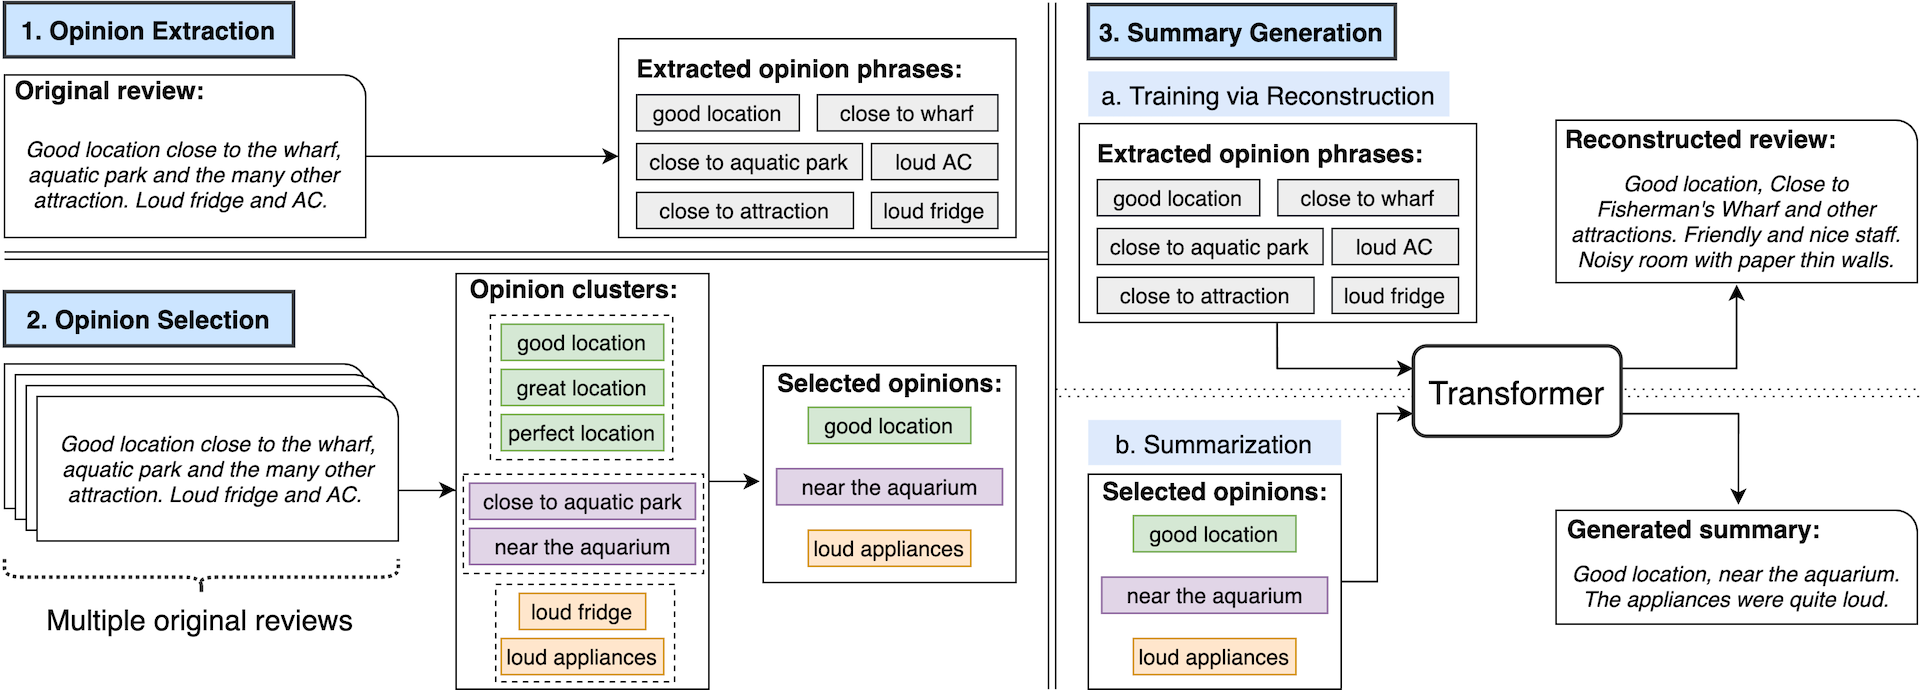 1. Opinion Extraction
Original review:
Good location close to the wharf,
aquatic park and the many other
attraction. Loud fridge and AC.
Extracted opinion phrases:
good location
close to wharf
close to aquatic park
loud AC
close to attraction
loud fridge
2. Opinion Selection
Good location close to the wharf,
aquatic park and the many other
attraction. Loud fridge and AC.
Multiple original reviews
Opinion clusters:
good location
great location
perfect location
close to aquatic park
near the aquarium
loud fridge
loud appliances
Selected opinions:
good location
near the aquarium
loud appliances
3. Summary Generation
a. Training via Reconstruction
Extracted opinion phrases:
good location
close to wharf
close to aquatic park
loud AC
close to attraction
loud fridge
Transformer
Reconstructed review:
Good location, Close to
Fisherman's Wharf and other
attractions. Friendly and nice staff.
Noisy room with paper thin walls.
b. Summarization
Selected opinions:
good location
near the aquarium
loud appliances
Generated summary:
Good location, near the aquarium.
The appliances were quite loud.